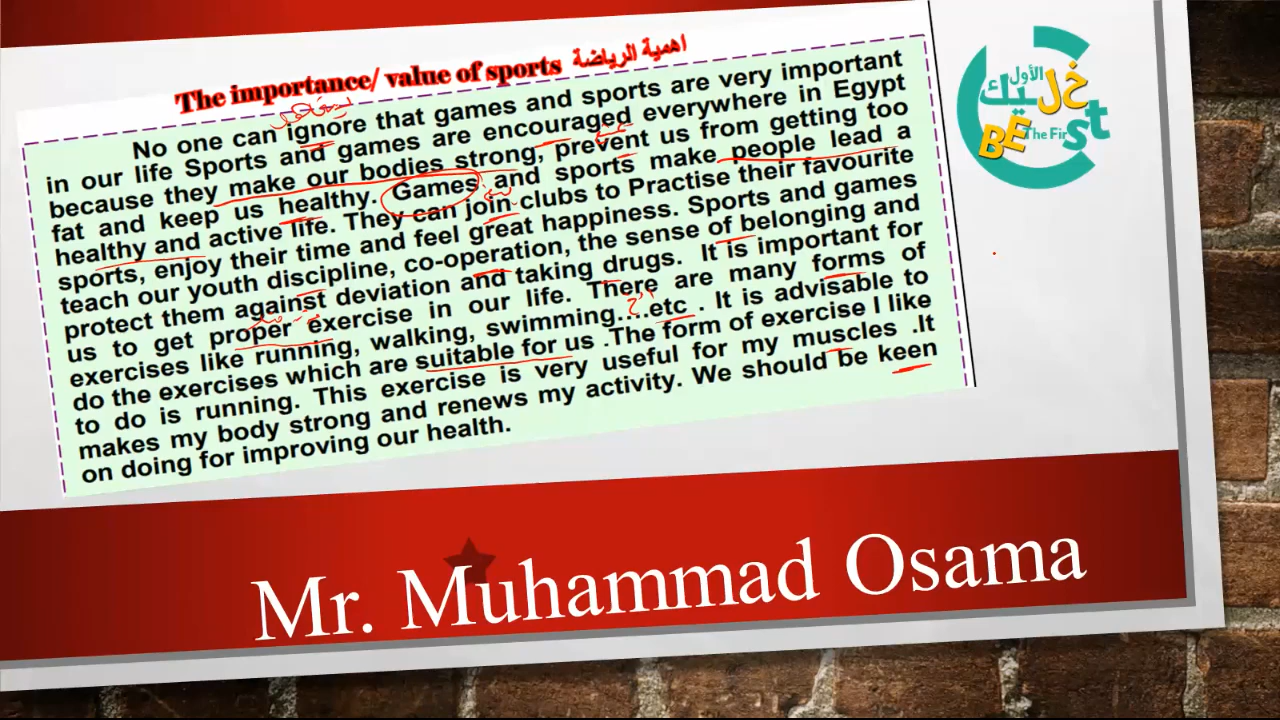 The importance/ value of sports اهمية الرياضة
No one can ignore that games and sports are very important
in our life Sports and games are encouraged everywhere in Egypt
because they make our bodies strong, prevent us from getting too
fat and keep us healthy. Games and sports make people lead a
healthy and active life. They can join clubs to Practise their favourite
sports, enjoy their time and feel great happiness. Sports and games
teach our youth discipline, co-operation, the sense of belonging and
protect them against deviation and taking drugs. It is important for
us to get proper exercise in our life. There are many forms of
exercises like running, walking, swimming....etc . It is advisable to
do the exercises which are suitable for us .The form of exercise I like
to do is running. This exercise is very useful for my muscles .It
makes my body strong and renews my activity. We should be keen
on doing for improving our health.
خليك الأول
BE The First
Mr. Muhammad Osama